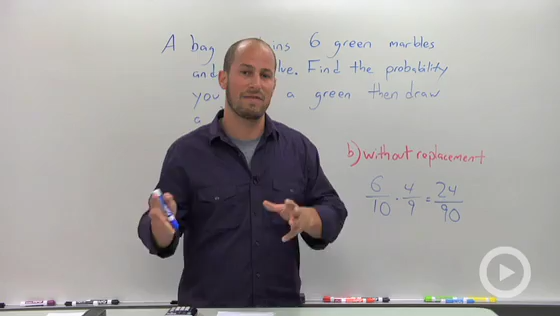 A bag ins 6 green marbles
and lue. Find the probability
you a green then draw
a
b) without replacement
6/10 · 4/9 = 24/90